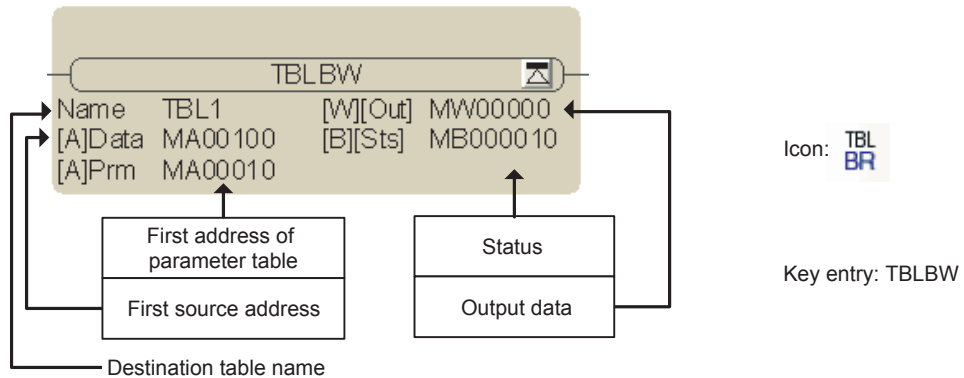 TBLBW
Name TBL1 [W][Out] MW00000
[A]Data MA00100 [B][Sts] MB000010
[A]Prm MA00010
First address of
parameter table
First source address
Status
Output data
Destination table name
Icon: TBL
BR
Key entry: TBLBW